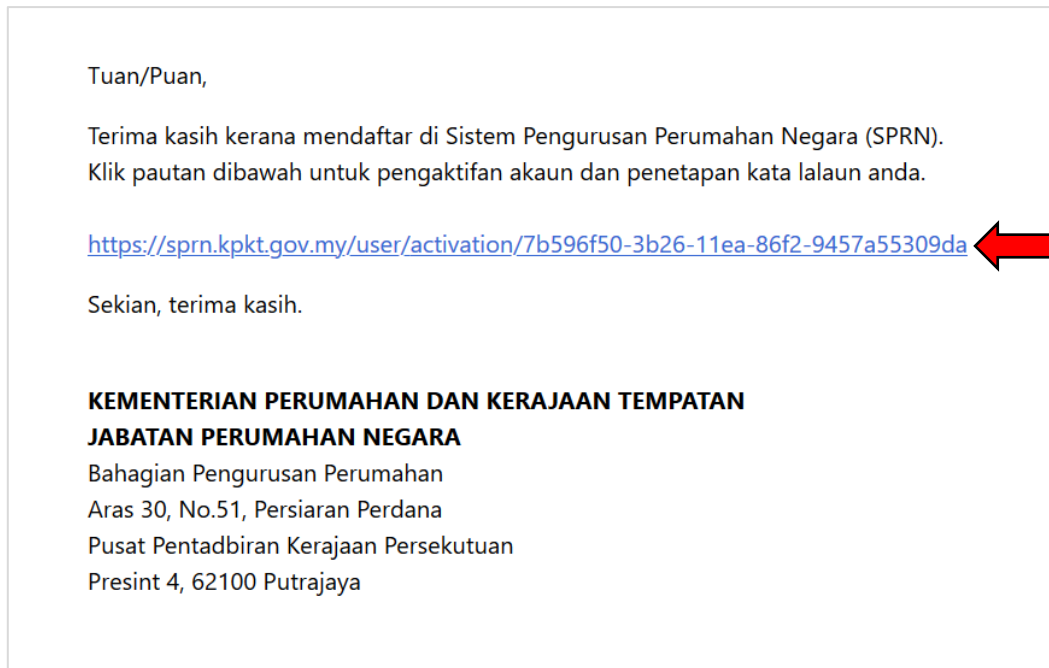 Tuan/Puan,
Terima kasih kerana mendaftar di Sistem Pengurusan Perumahan Negara (SPRN).
Klik pautan dibawah untuk pengaktifan akaun dan penetapan kata lalaun anda.
https://sprn.kpkt.gov.my/user/activation/7b596f50-3b26-11ea-86f2-9457a55309da
Sekian, terima kasih.
KEMENTERIAN PERUMAHAN DAN KERAJAAN TEMPATAN
JABATAN PERUMAHAN NEGARA
Bahagian Pengurusan Perumahan
Aras 30, No.51, Persiaran Perdana
Pusat Pentadbiran Kerajaan Persekutuan
Presint 4, 62100 Putrajaya